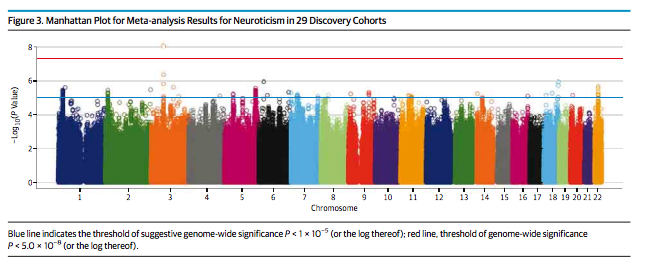 Figure 3. Manhattan Plot for Meta-analysis Results for Neuroticism in 29 Discovery Cohorts
8
6
4
2
0
−Log10(P Value)
1 2 3 4 5 6 7 8 9 10 11 12 13 14 15 16 17 18 19 20 21 22
Chromosome
Blue line indicates the threshold of suggestive genome-wide significance P < 1 × 10⁻⁵ (or the log thereof); red line, threshold of genome-wide significance
P < 5.0 × 10⁻⁸ (or the log thereof).